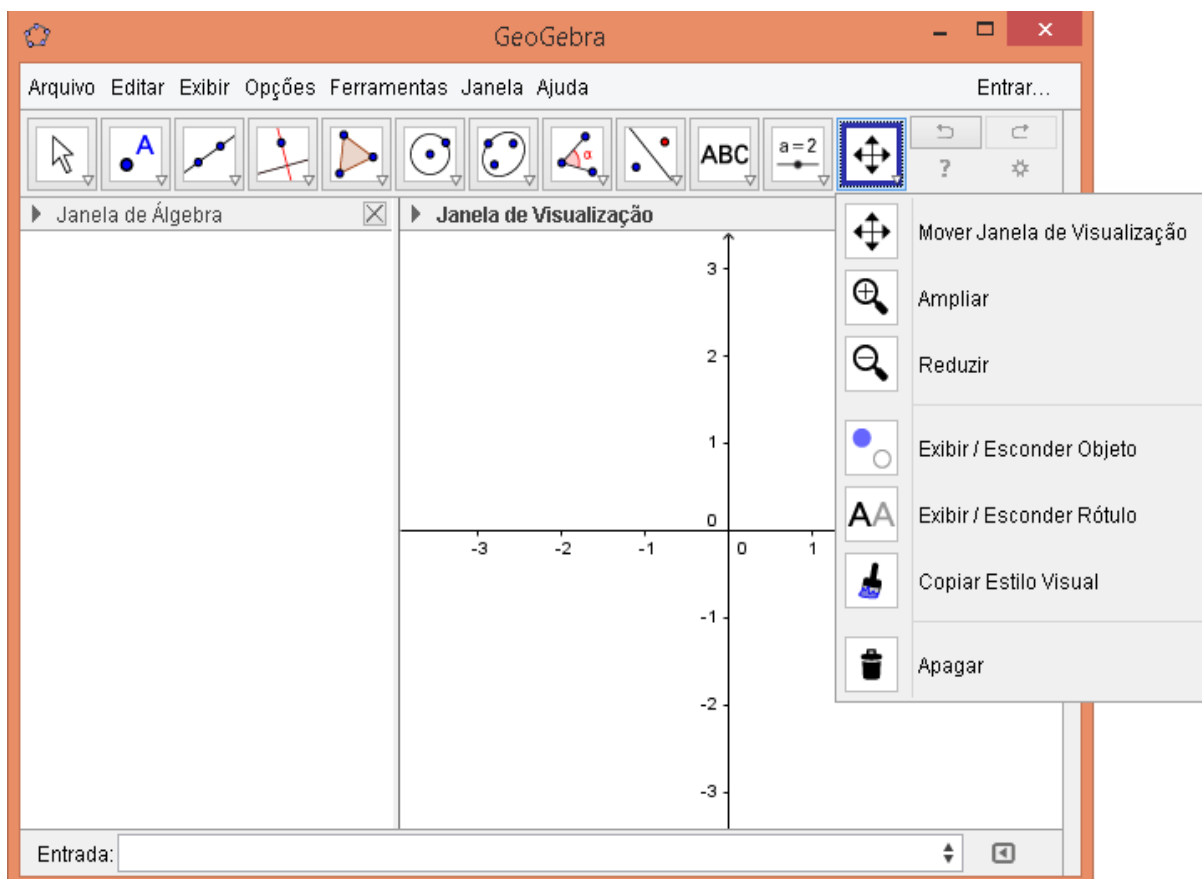 GeoGebra
Arquivo Editar Exibir Opções Ferramentas Janela Ajuda Entrar...
A α ABC a=2 ?
Janela de Álgebra
Janela de Visualização
Mover Janela de Visualização
Ampliar
Reduzir
Exibir / Esconder Objeto
AA Exibir / Esconder Rótulo
Copiar Estilo Visual
Apagar
3
2
1
0
-3 -2 -1 0 1
-1
-2
-3
Entrada: